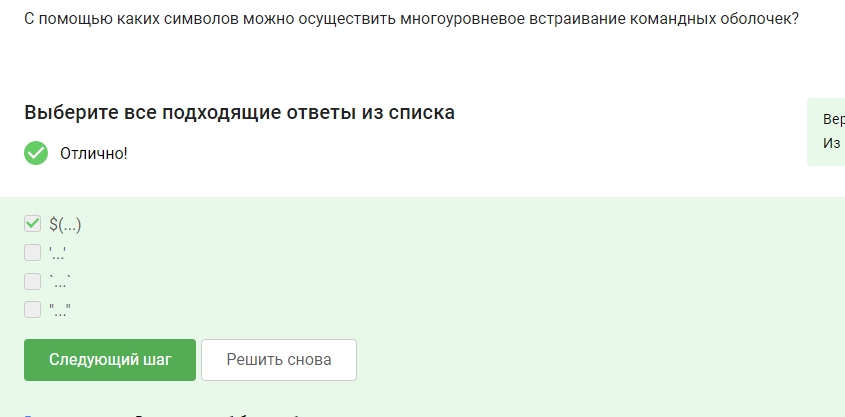 С помощью каких символов можно осуществить многоуровневое встраивание командных оболочек?
Выберите все подходящие ответы из списка
Отлично!
Вер
Из
$(...)
'...'
`...`
"..."
Следующий шаг
Решить снова